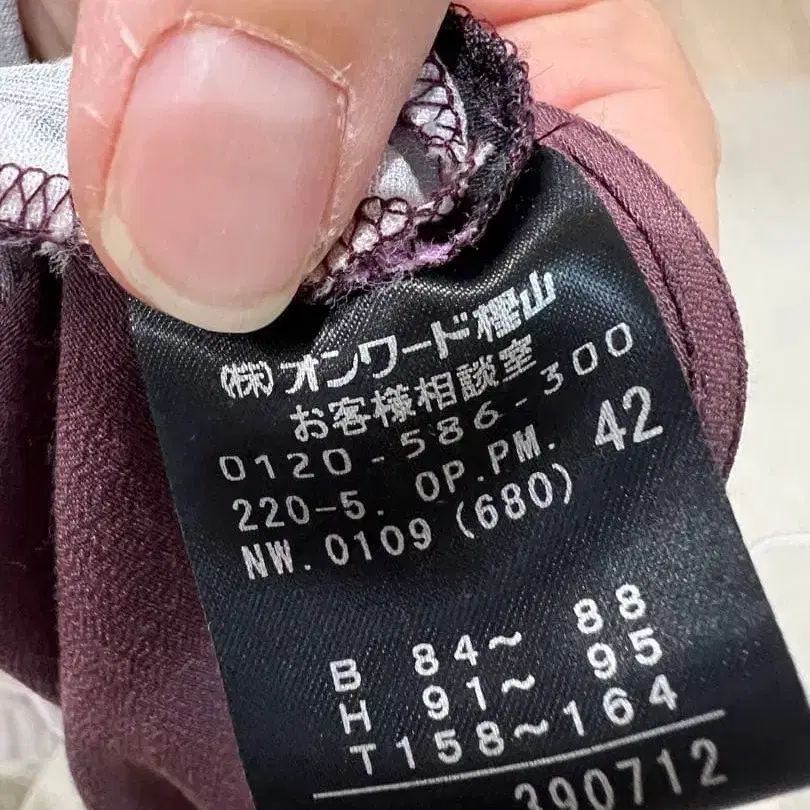 (株)オンワード樫山
お客様相談室
0120-586-300
220-5. OP.PM. 42
NW.0109(680)
B 84~ 88
H 91~ 95
T158~164
390712